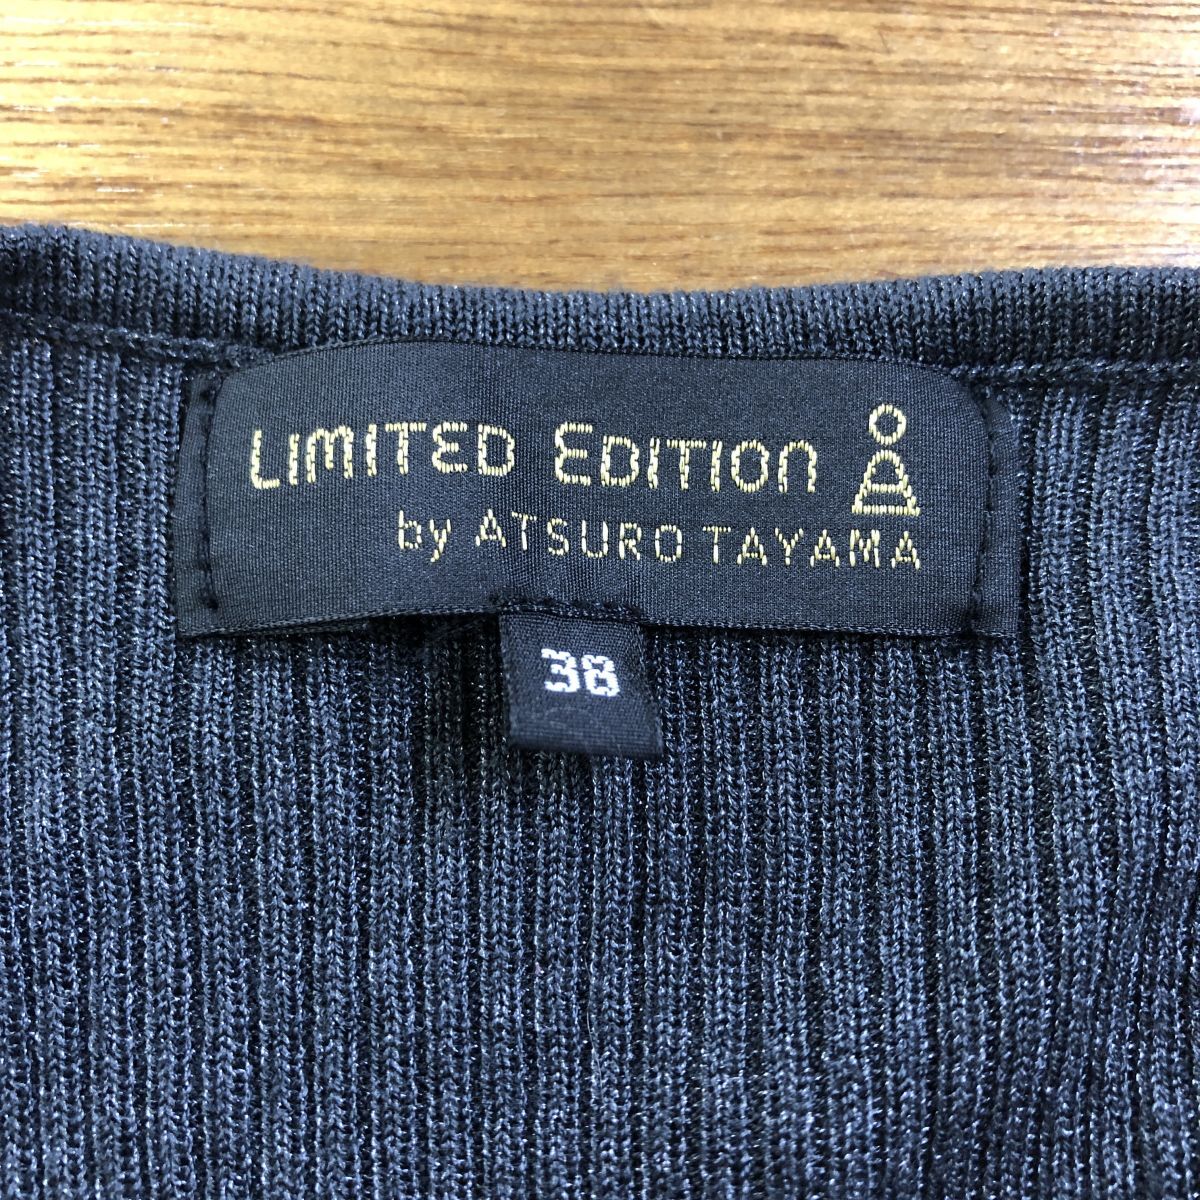 LIMITED EDITION
by ATSURO TAYAMA
38